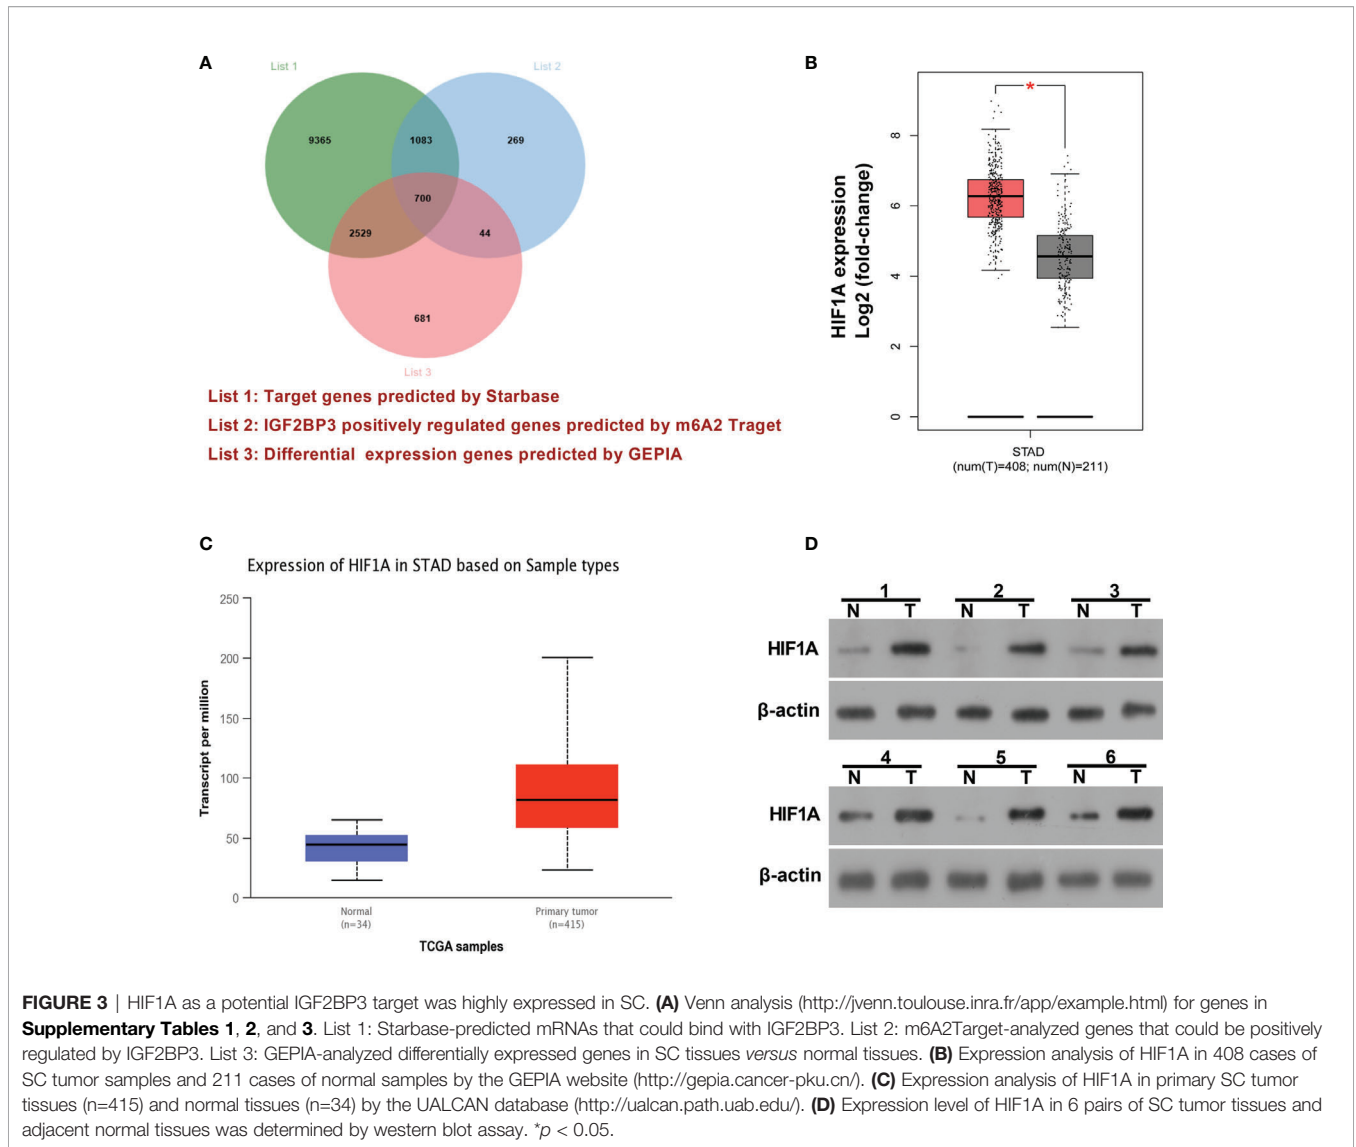 A
List 1
List 2
9365
1083
269
700
2529
44
681
List 3
List 1: Target genes predicted by Starbase
List 2: IGF2BP3 positively regulated genes predicted by m6A2 Traget
List 3: Differential expression genes predicted by GEPIA
B
HIF1A expression
Log2 (fold-change)
8
6
4
2
0
*
STAD
(num(T)=408; num(N)=211)
C
Expression of HIF1A in STAD based on Sample types
Transcript per million
250
200
150
100
50
0
Normal
(n=34)
Primary tumor
(n=415)
TCGA samples
D
1 2 3
N T N T N T
HIF1A
β-actin
4 5 6
N T N T N T
HIF1A
β-actin
FIGURE 3 | HIF1A as a potential IGF2BP3 target was highly expressed in SC. (A) Venn analysis (http://jvenn.toulouse.inra.fr/app/example.html) for genes in
Supplementary Tables 1, 2, and 3. List 1: Starbase-predicted mRNAs that could bind with IGF2BP3. List 2: m6A2Target-analyzed genes that could be positively
regulated by IGF2BP3. List 3: GEPIA-analyzed differentially expressed genes in SC tissues versus normal tissues. (B) Expression analysis of HIF1A in 408 cases of
SC tumor samples and 211 cases of normal samples by the GEPIA website (http://gepia.cancer-pku.cn/). (C) Expression analysis of HIF1A in primary SC tumor
tissues (n=415) and normal tissues (n=34) by the UALCAN database (http://ualcan.path.uab.edu/). (D) Expression level of HIF1A in 6 pairs of SC tumor tissues and
adjacent normal tissues was determined by western blot assay. *p < 0.05.